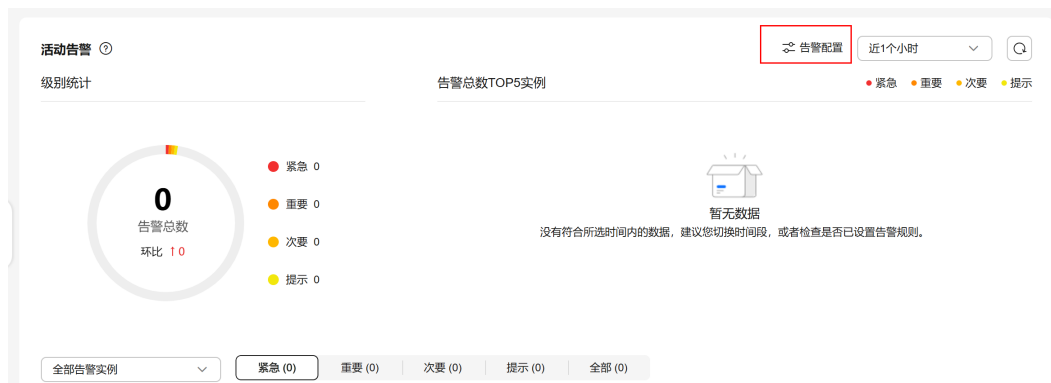 活动告警
告警配置
近1个小时
级别统计
告警总数TOP5实例
紧急 重要 次要 提示
0
告警总数
环比 ↑0
紧急 0
重要 0
次要 0
提示 0
暂无数据
没有符合所选时间内的数据，建议您切换时间段，或者检查是否已设置告警规则。
全部告警实例
紧急 (0) 重要 (0) 次要 (0) 提示 (0) 全部 (0)